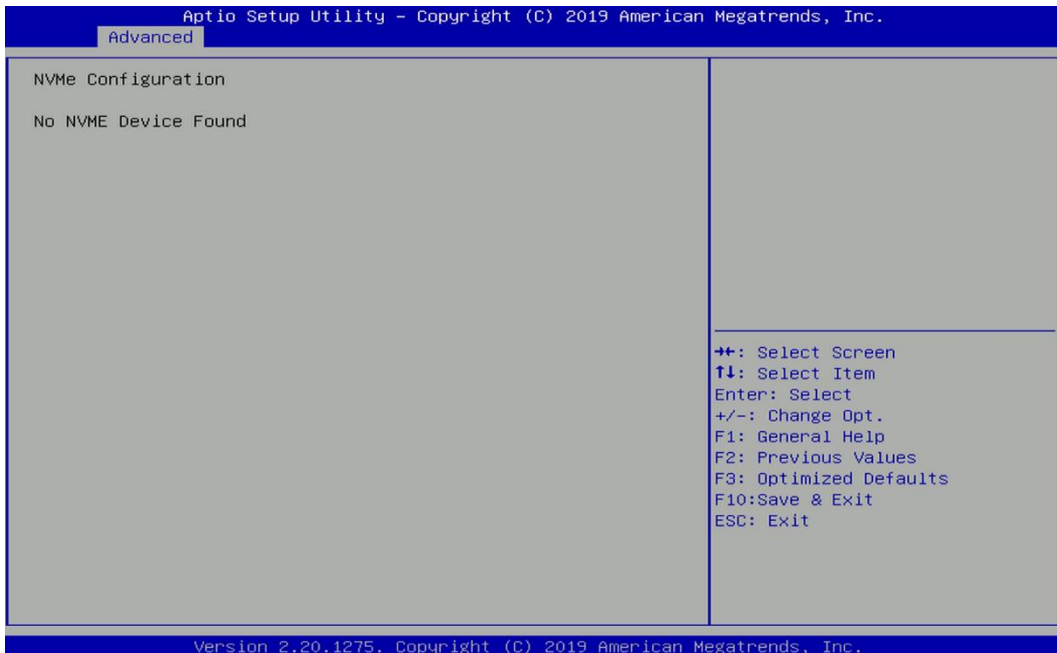 Aptio Setup Utility – Copyright (C) 2019 American Megatrends, Inc.
Advanced
NVMe Configuration
No NVME Device Found
→←: Select Screen
↑↓: Select Item
Enter: Select
+/-: Change Opt.
F1: General Help
F2: Previous Values
F3: Optimized Defaults
F10:Save & Exit
ESC: Exit
Version 2.20.1275. Copyright (C) 2019 American Megatrends, Inc.